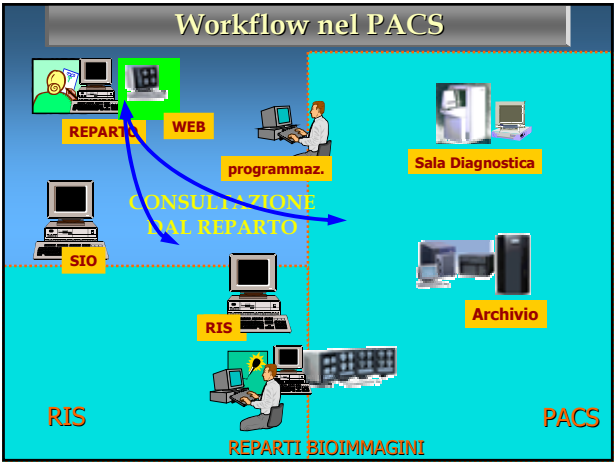 Workflow nel PACS
REPARTO
WEB
programmaz.
Sala Diagnostica
CONSULTAZIONE
DAL REPARTO
SIO
RIS
Archivio
RIS
PACS
REPARTI BIOIMMAGINI